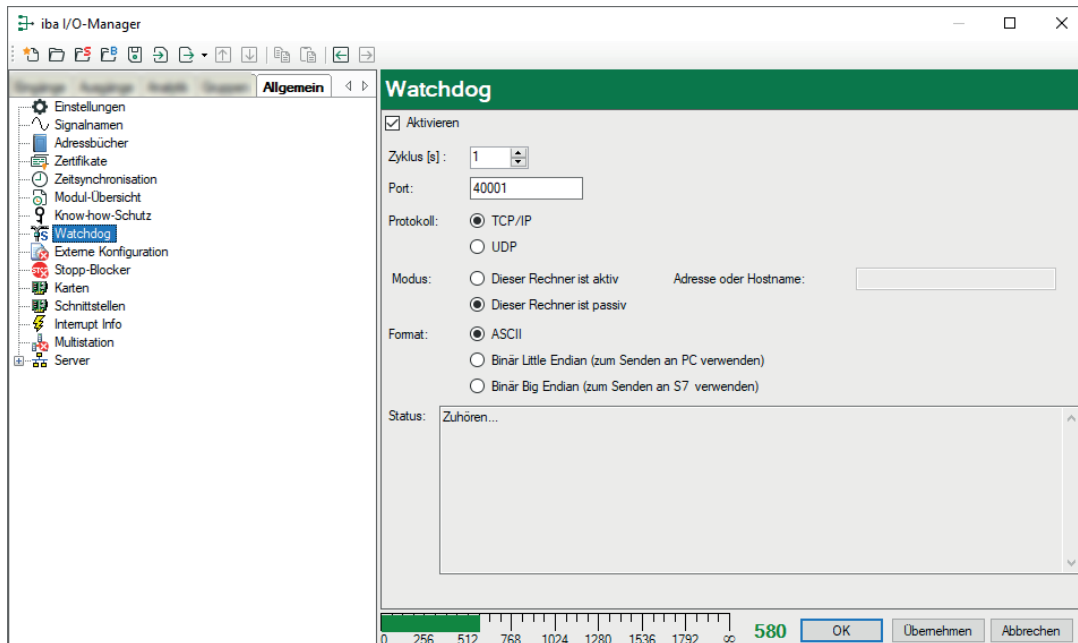 iba I/O-Manager
Allgemein
Einstellungen
Signalnamen
Adressbücher
Zertifikate
Zeitsynchronisation
Modul-Übersicht
Know-how-Schutz
Watchdog
Externe Konfiguration
Stopp-Blocker
Karten
Schnittstellen
Interrupt Info
Multistation
Server
Watchdog
Aktivieren
Zyklus [s] : 1
Port: 40001
Protokoll: TCP/IP
UDP
Modus: Dieser Rechner ist aktiv Adresse oder Hostname:
Dieser Rechner ist passiv
Format: ASCII
Binär Little Endian (zum Senden an PC verwenden)
Binär Big Endian (zum Senden an S7 verwenden)
Status: Zuhören...
0 256 512 768 1024 1280 1536 1792 ∞
580 OK Übernehmen Abbrechen